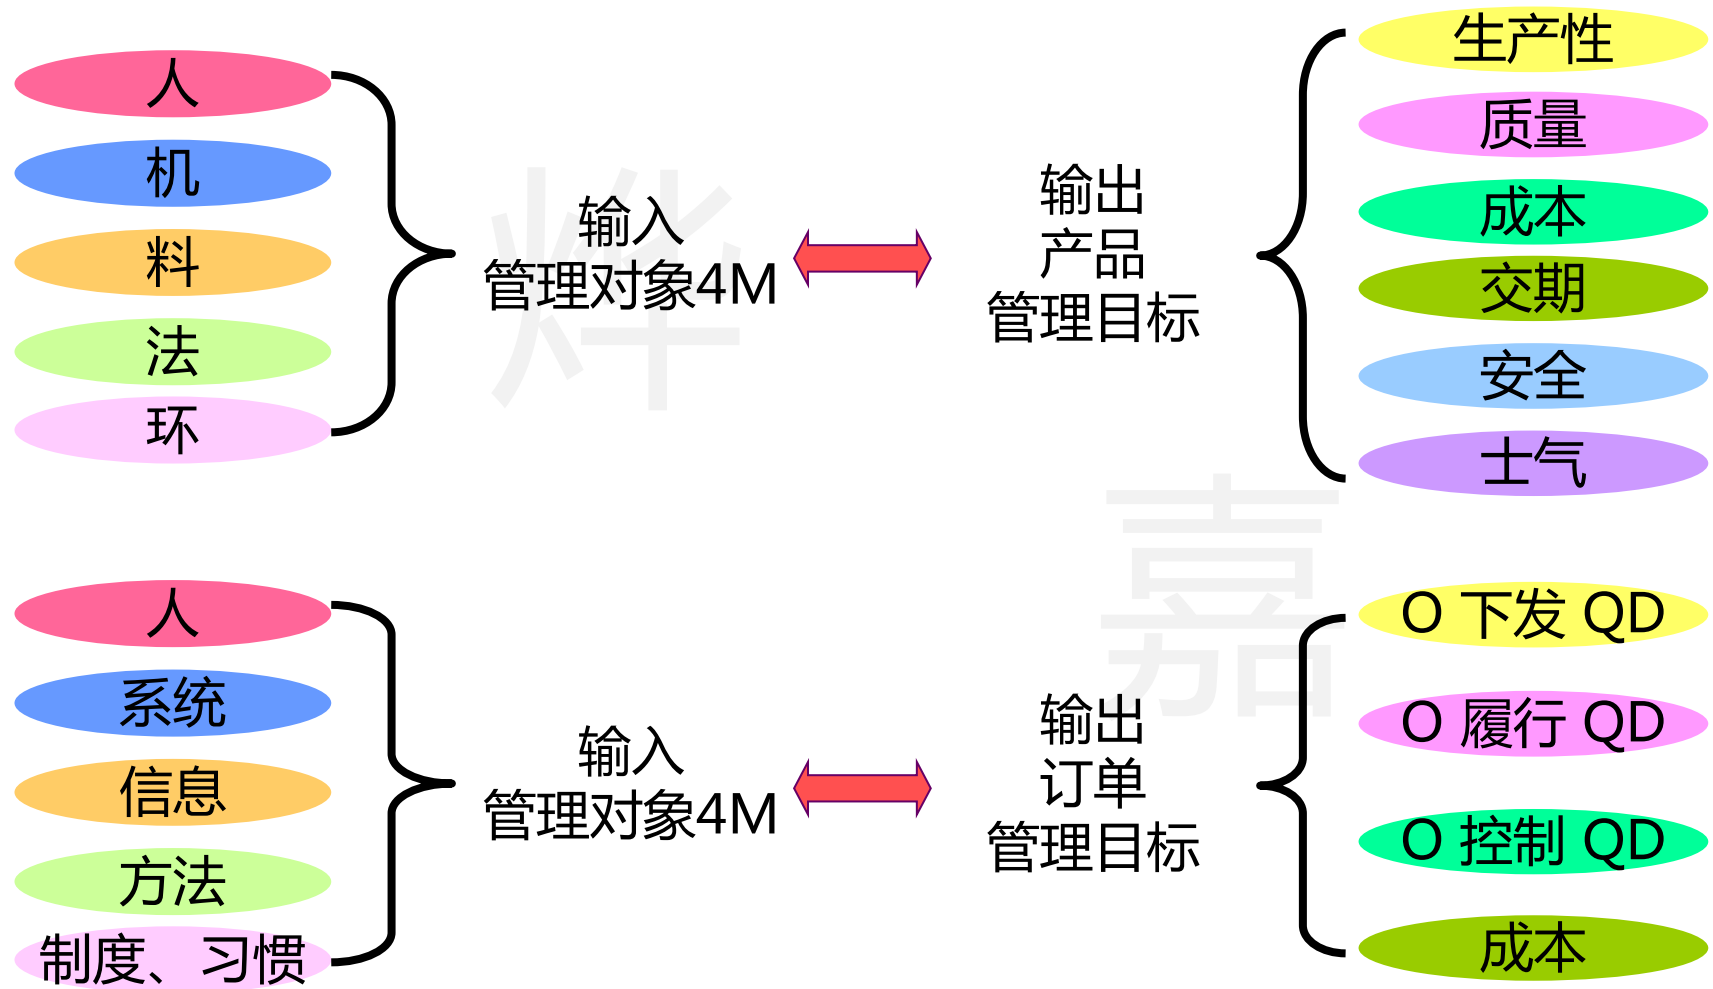 人
机
料
法
环
输入
管理对象4M
输出
产品
管理目标
生产性
质量
成本
交期
安全
士气
人
系统
信息
方法
制度、习惯
输入
管理对象4M
输出
订单
管理目标
O 下发 QD
O 履行 QD
O 控制 QD
成本
烨
嘉